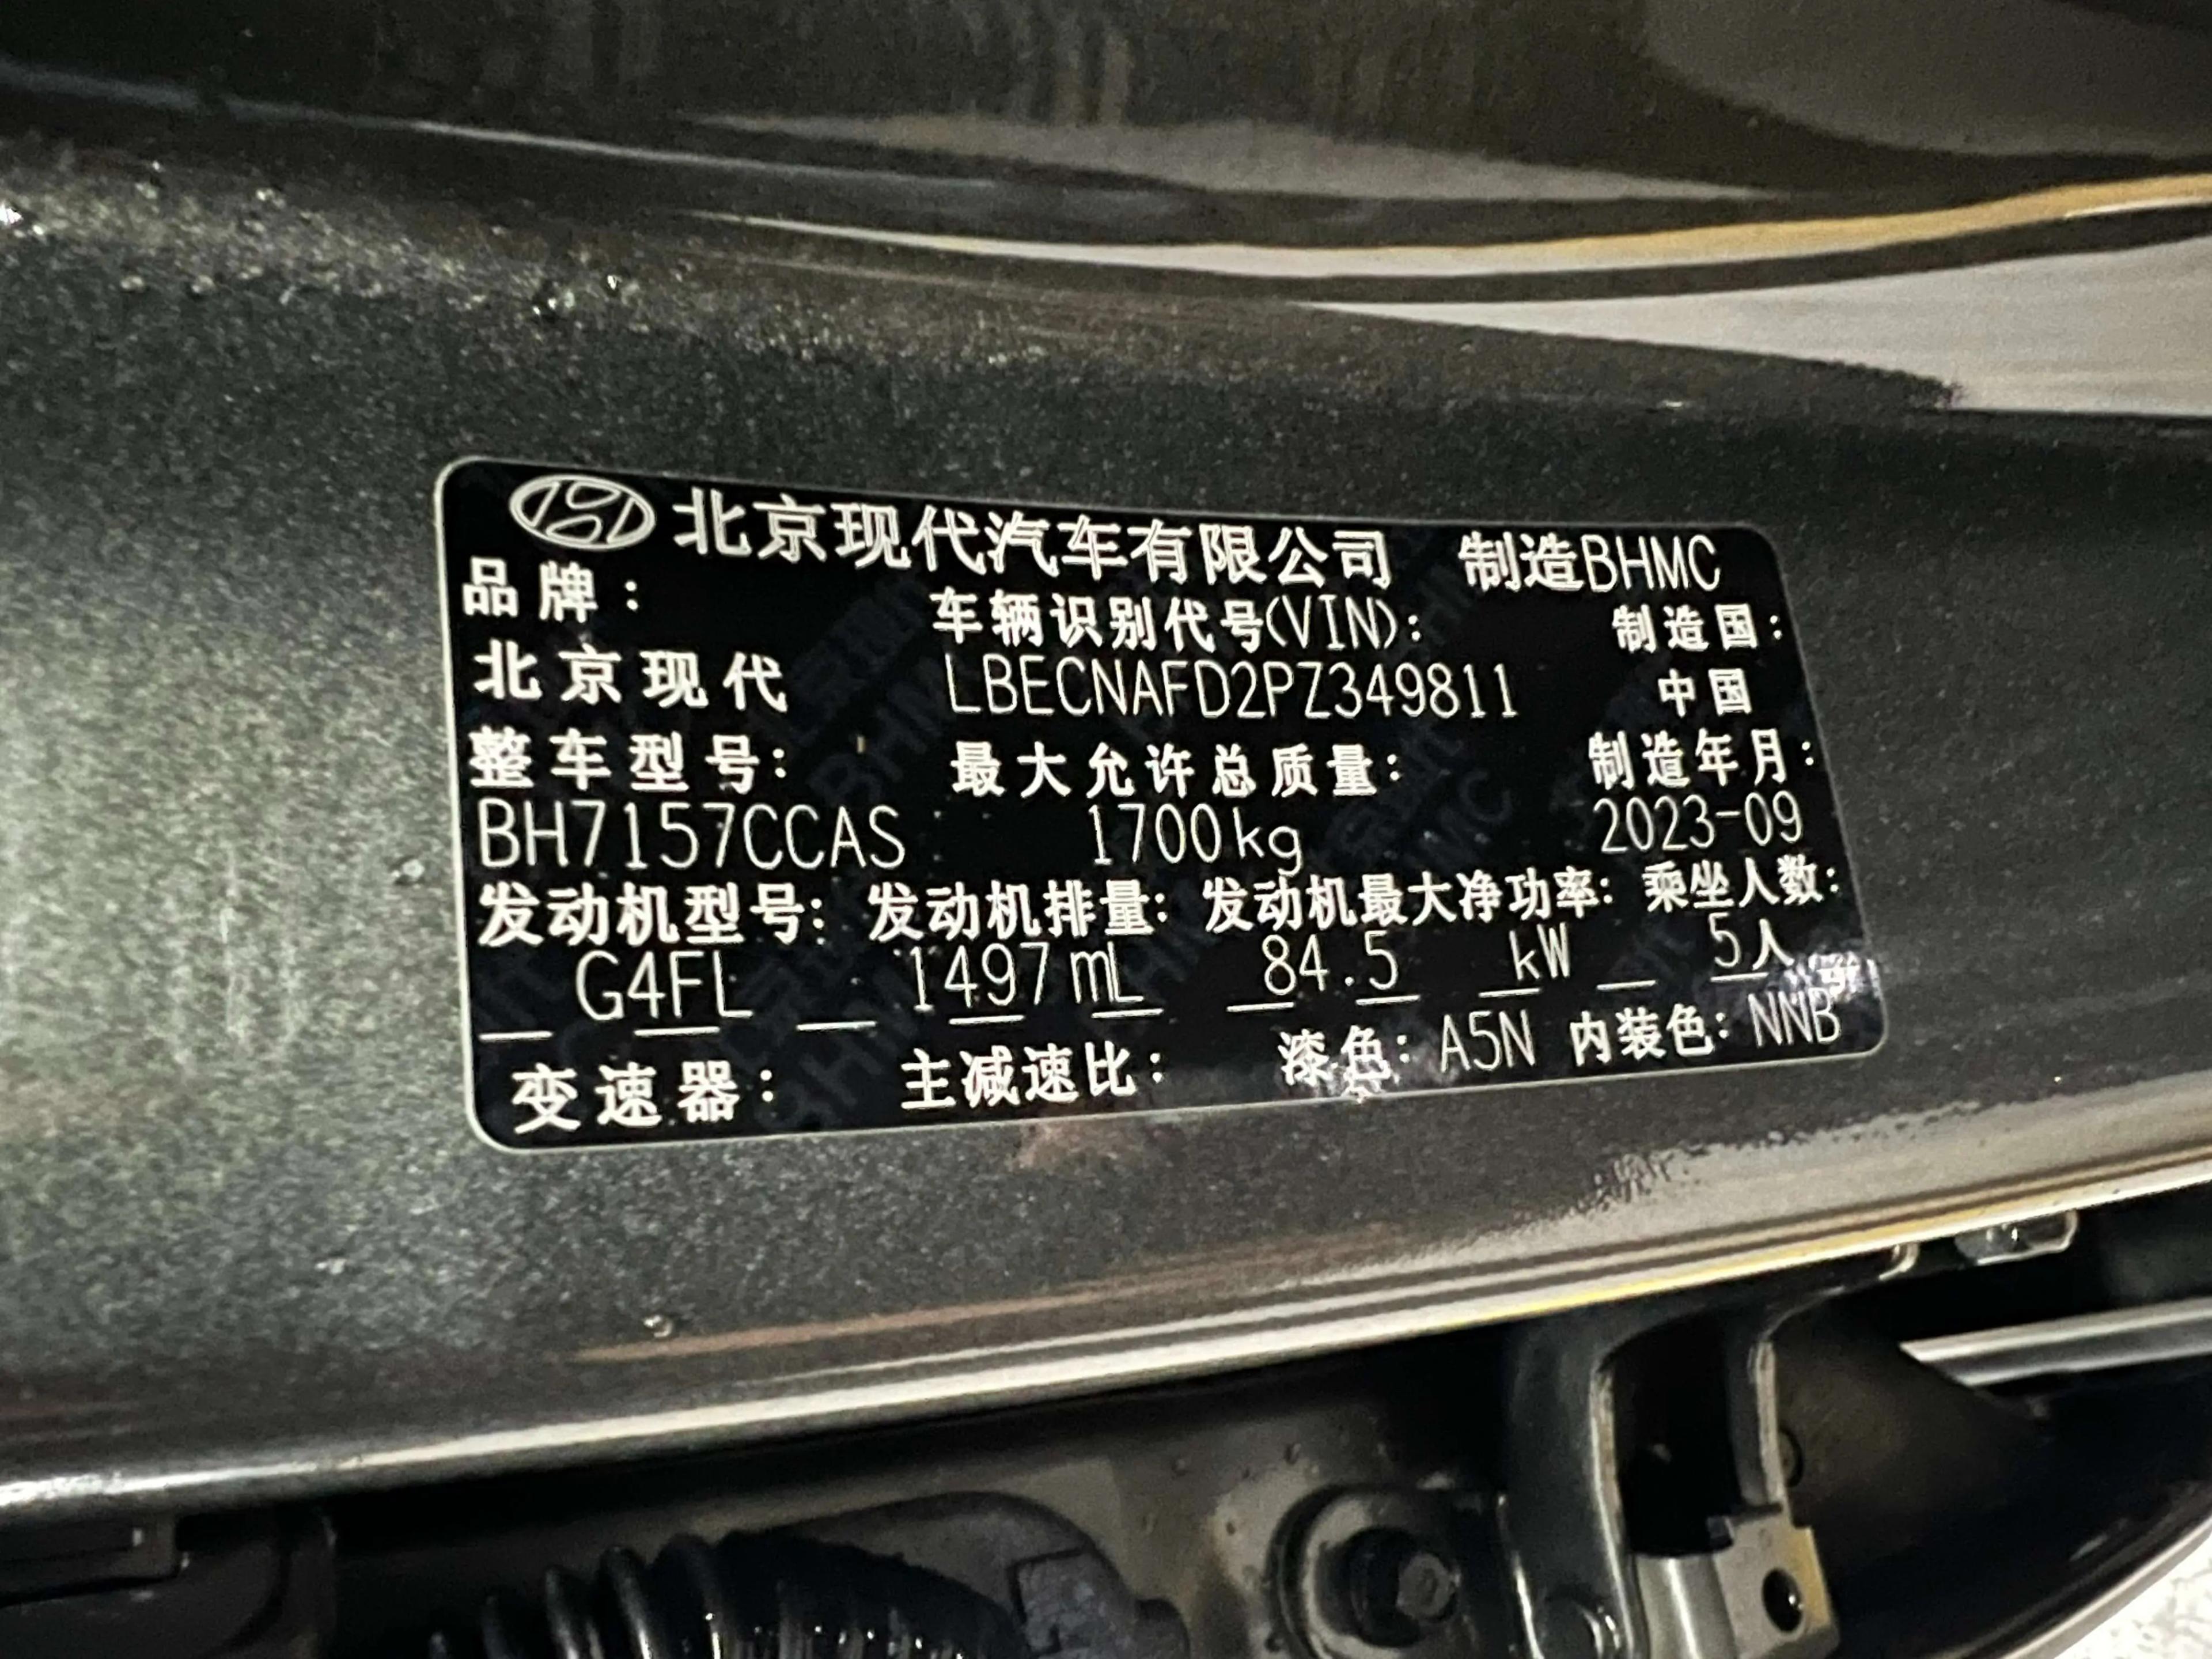 北京现代汽车有限公司 制造BHMC
品牌: 车辆识别代号(VIN): 制造国:
北京现代 LBECNAFD2PZ349811 中国
整车型号: 最大允许总质量: 制造年月:
BH7157CCAS 1700kg 2023-09
发动机型号: 发动机排量: 发动机最大净功率: 乘坐人数:
G4FL 1497mL 84.5 kW 5人
变速器: 主减速比: 漆色: A5N 内装色: NNB